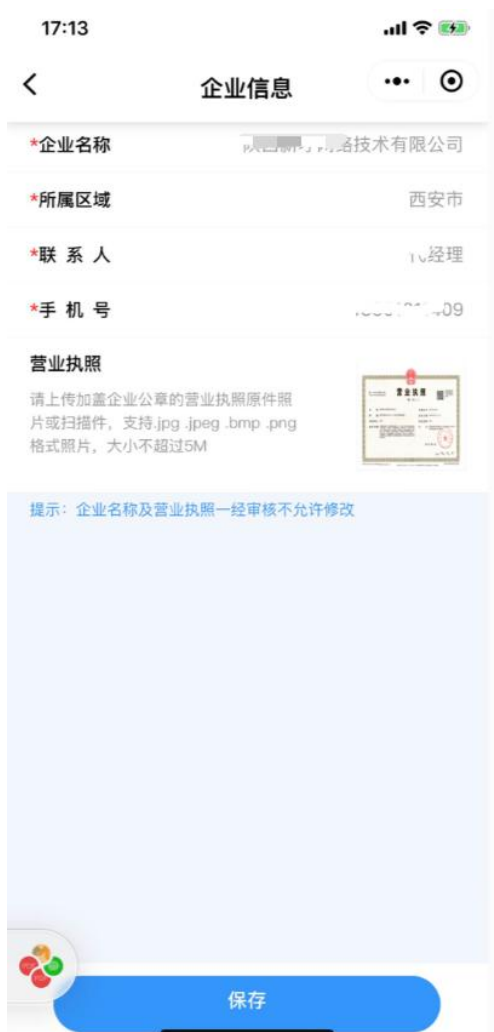 17:13
企业信息
*企业名称 络技术有限公司
*所属区域 西安市
*联 系 人 经理
*手 机 号 09
营业执照
请上传加盖企业公章的营业执照原件照
片或扫描件，支持.jpg .jpeg .bmp .png
格式照片，大小不超过5M
营业执照
提示：企业名称及营业执照一经审核不允许修改
保存